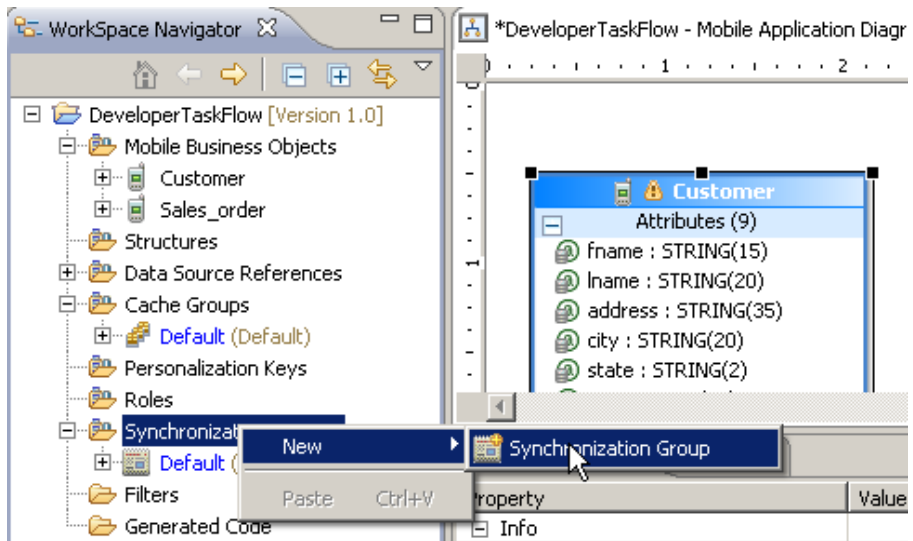 WorkSpace Navigator
*DeveloperTaskFlow - Mobile Application Diagr
1 2
DeveloperTaskFlow [Version 1.0]
Mobile Business Objects
Customer
Sales_order
Structures
Data Source References
Cache Groups
Default (Default)
Personalization Keys
Roles
Synchronizat
Default (
Filters
Generated Code
Customer
Attributes (9)
fname : STRING(15)
lname : STRING(20)
address : STRING(35)
city : STRING(20)
state : STRING(2)
1
New
Synchronization Group
Paste Ctrl+V
Property Value
Info